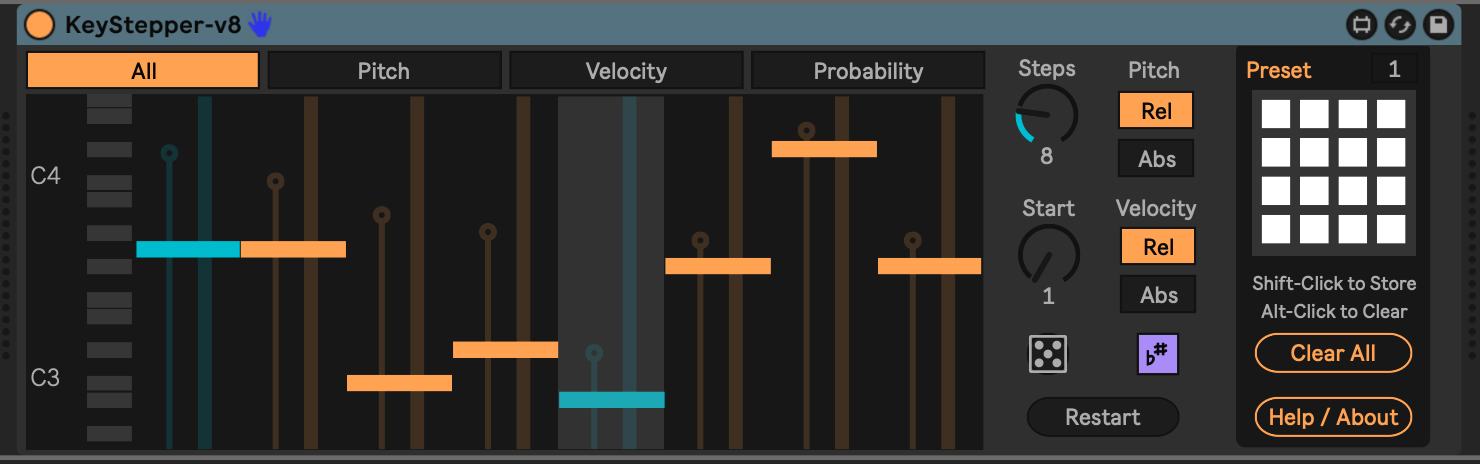 KeyStepper-v8
All Pitch Velocity Probability
C4
C3
Steps
8
Start
1
Pitch
Rel
Abs
Velocity
Rel
Abs
♭#
Restart
Preset 1
Shift-Click to Store
Alt-Click to Clear
Clear All
Help / About